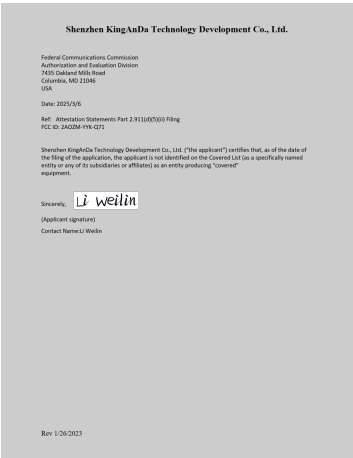 Shenzhen KingAnDa Technology Development Co., Ltd.
Federal Communications Commission
Authorization and Evaluation Division
7435 Oakland Mills Road
Columbia, MD 21046
USA
Date: 2025/3/6
Ref: Attestation Statements Part 2.911(d)(5)(ii) Filing
FCC ID: 2AOZM-YYK-Q71
Shenzhen KingAnDa Technology Development Co., Ltd. ("the applicant") certifies that, as of the date of
the filing of the application, the applicant is not identified on the Covered List (as a specifically named
entity or any of its subsidiaries or affiliates) as an entity producing "covered"
equipment.
Sincerely, Li Weilin
(Applicant signature)
Contact Name:Li Weilin
Rev 1/26/2023